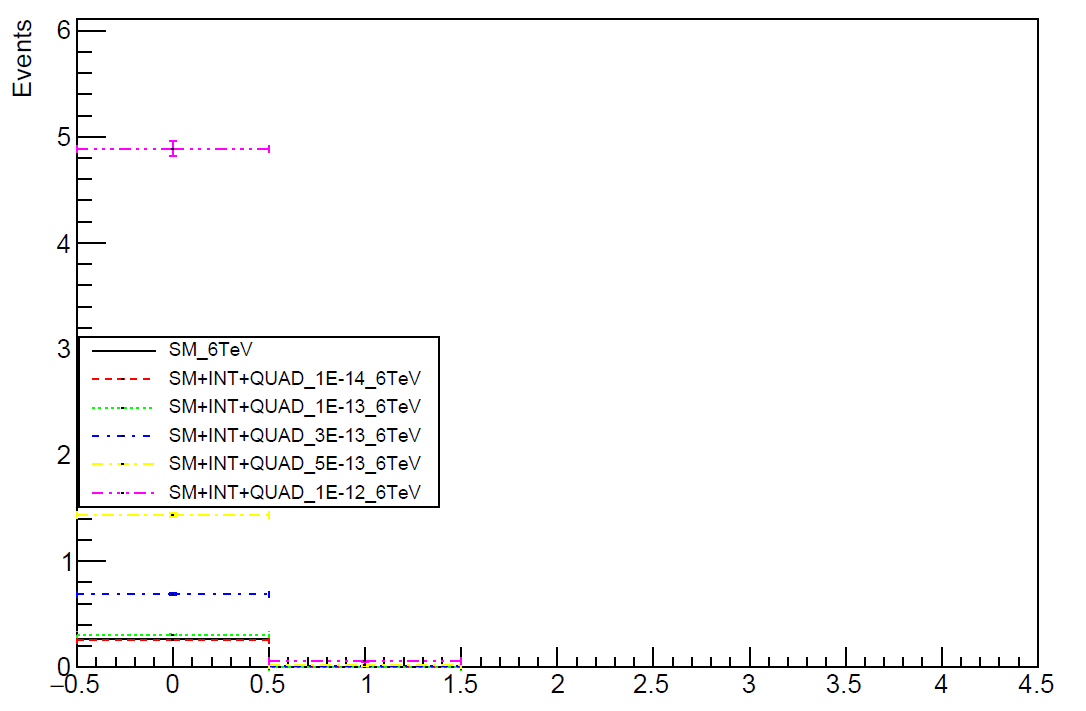 Events
6
5
4
3
2
1
0
SM_6TeV
SM+INT+QUAD_1E-14_6TeV
SM+INT+QUAD_1E-13_6TeV
SM+INT+QUAD_3E-13_6TeV
SM+INT+QUAD_5E-13_6TeV
SM+INT+QUAD_1E-12_6TeV
−0.5 0 0.5 1 1.5 2 2.5 3 3.5 4 4.5